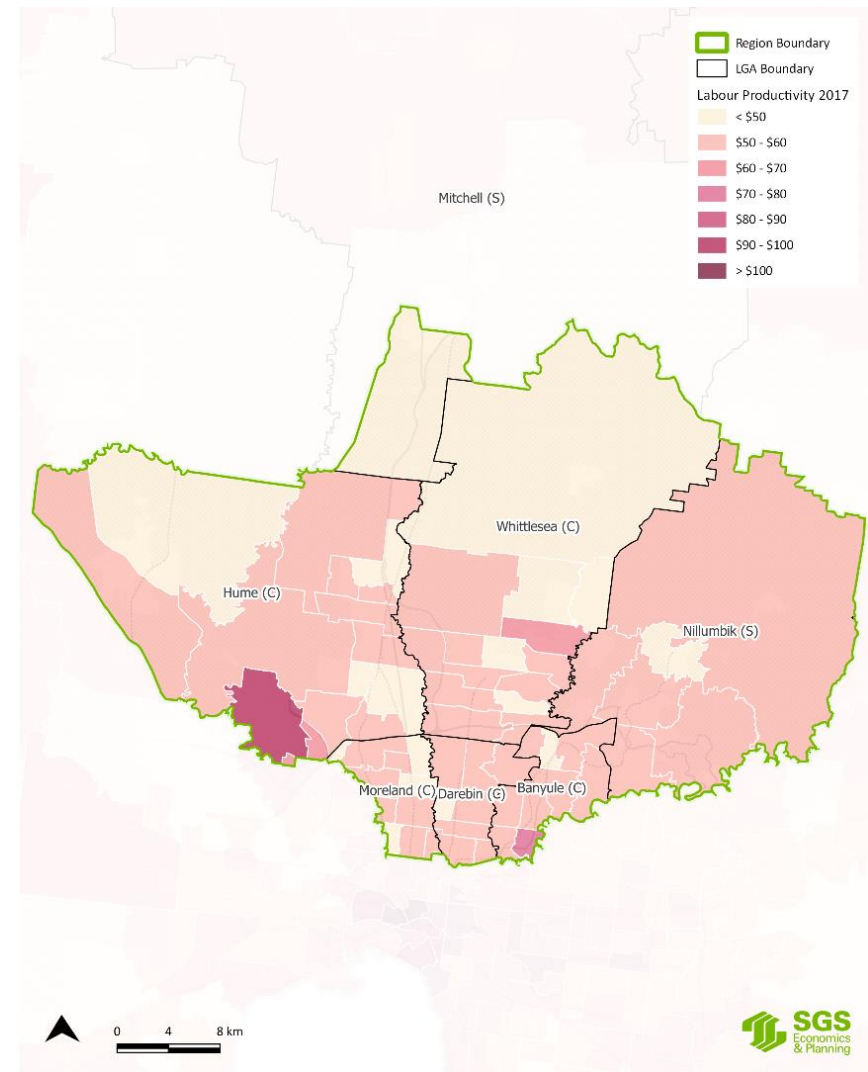 Region Boundary
LGA Boundary
Labour Productivity 2017
< $50
$50 - $60
$60 - $70
$70 - $80
$80 - $90
$90 - $100
> $100
Mitchell (S)
Whittlesea (C)
Hume (C)
Nillumbik (S)
Moreland (C)
Darebin (C)
Banyule (C)
0 4 8 km
SGS
Economics
& Planning